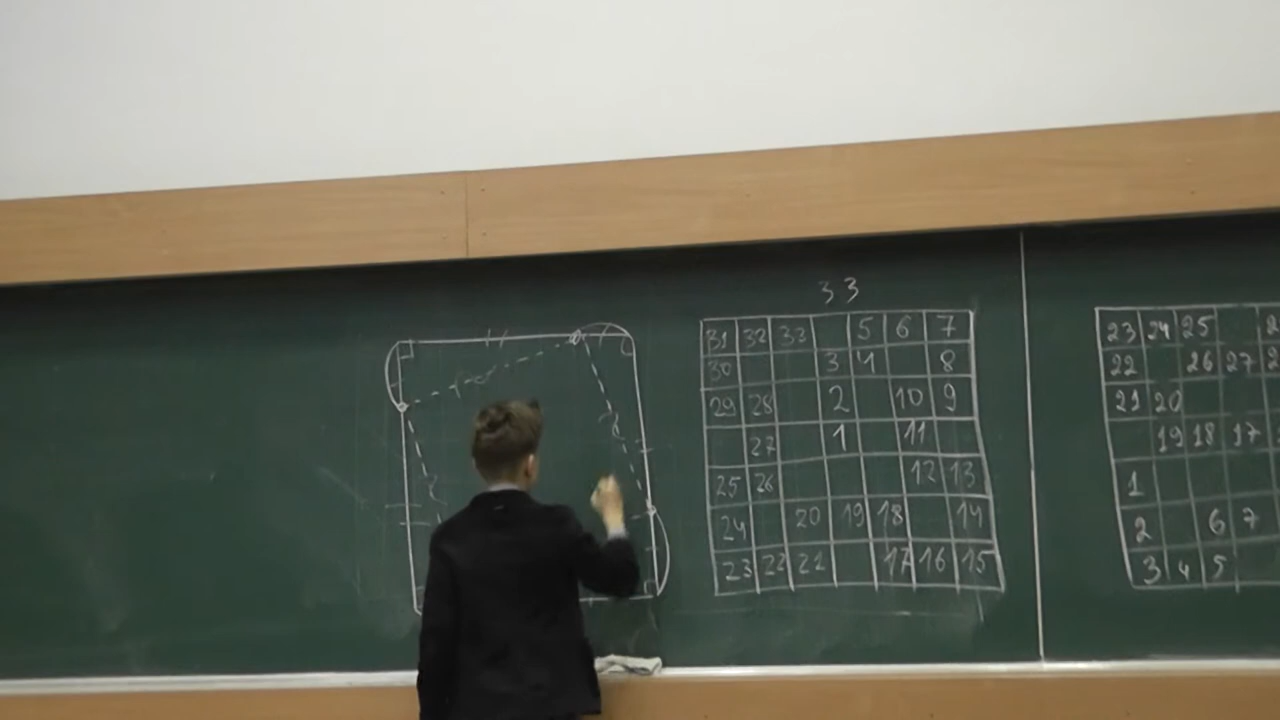 33
31 32 33 5 6 7
30 3 4 8
29 28 2 10 9
27 1 11
25 26 12 13
24 20 19 18 14
23 22 21 17 16 15
23 24 25
22 26 27
21 20
19 18 17
1
2 6 7
3 4 5